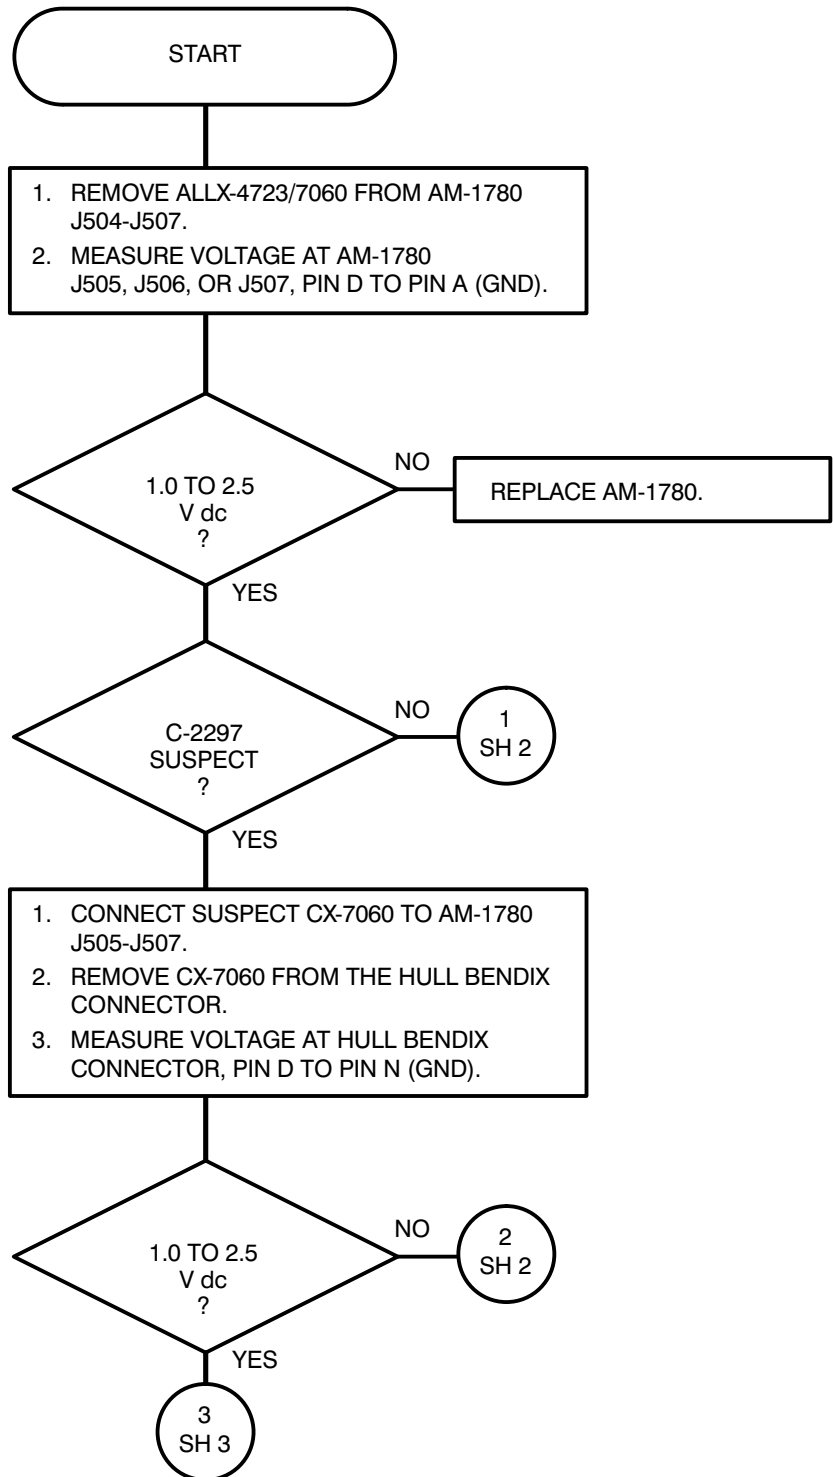 START
1. REMOVE ALLX-4723/7060 FROM AM-1780
J504-J507.
2. MEASURE VOLTAGE AT AM-1780
J505, J506, OR J507, PIN D TO PIN A (GND).
1.0 TO 2.5
V dc
?
NO
REPLACE AM-1780.
YES
C-2297
SUSPECT
?
NO
1
SH 2
YES
1. CONNECT SUSPECT CX-7060 TO AM-1780
J505-J507.
2. REMOVE CX-7060 FROM THE HULL BENDIX
CONNECTOR.
3. MEASURE VOLTAGE AT HULL BENDIX
CONNECTOR, PIN D TO PIN N (GND).
1.0 TO 2.5
V dc
?
NO
2
SH 2
YES
3
SH 3